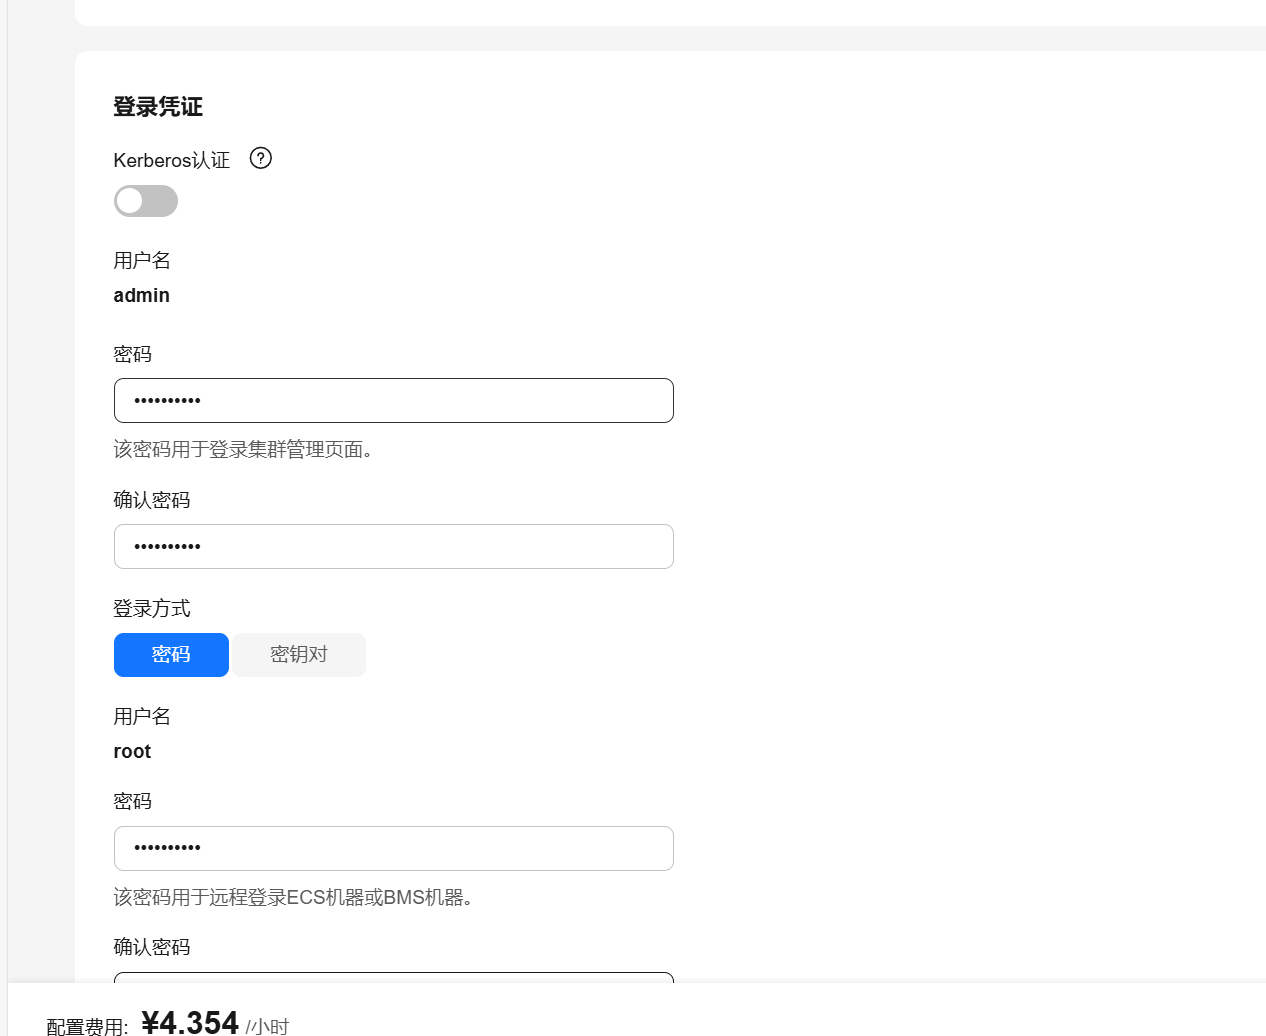 登录凭证
Kerberos认证 ?
用户名
admin
密码
••••••••••
该密码用于登录集群管理页面。
确认密码
••••••••••
登录方式
密码 密钥对
用户名
root
密码
••••••••••
该密码用于远程登录ECS机器或BMS机器。
确认密码
配置费用: ¥4.354 /小时